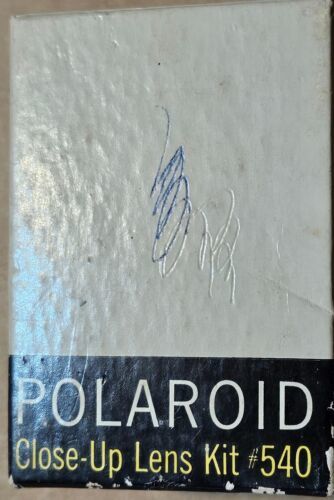 POLAROID
Close-Up Lens Kit #540